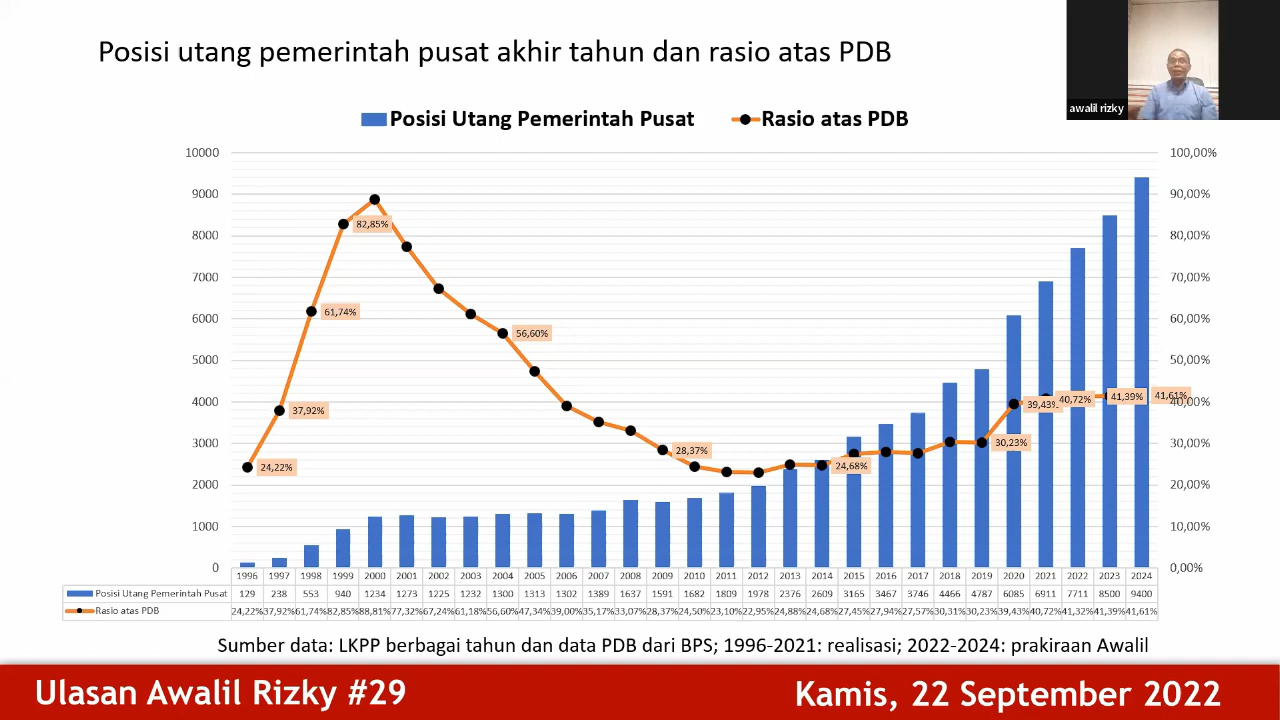 Posisi utang pemerintah pusat akhir tahun dan rasio atas PDB
awalil rizky
Posisi Utang Pemerintah Pusat Rasio atas PDB
10000 100,00%
9000 90,00%
8000 80,00%
7000 70,00%
6000 60,00%
5000 50,00%
4000 40,00%
3000 30,00%
2000 20,00%
1000 10,00%
0 0,00%
24,22%
37,92%
61,74%
82,85%
56,60%
28,37%
24,68%
30,23%
39,43%
40,72%
41,39%
41,61%
1996 1997 1998 1999 2000 2001 2002 2003 2004 2005 2006 2007 2008 2009 2010 2011 2012 2013 2014 2015 2016 2017 2018 2019 2020 2021 2022 2023 2024
Posisi Utang Pemerintah Pusat 129 238 553 940 1234 1273 1225 1232 1300 1313 1302 1389 1637 1591 1682 1809 1978 2376 2609 3165 3467 3746 4466 4787 6085 6911 7711 8500 9400
Rasio atas PDB 24,22% 37,92% 61,74% 82,85% 88,81% 77,32% 67,24% 61,18% 56,60% 47,34% 39,00% 35,17% 33,07% 28,37% 24,50% 23,10% 22,95% 24,88% 24,68% 27,45% 27,94% 27,57% 30,31% 30,23% 39,43% 40,72% 41,32% 41,39% 41,61%
Sumber data: LKPP berbagai tahun dan data PDB dari BPS; 1996-2021: realisasi; 2022-2024: prakiraan Awalil
Ulasan Awalil Rizky #29 Kamis, 22 September 2022